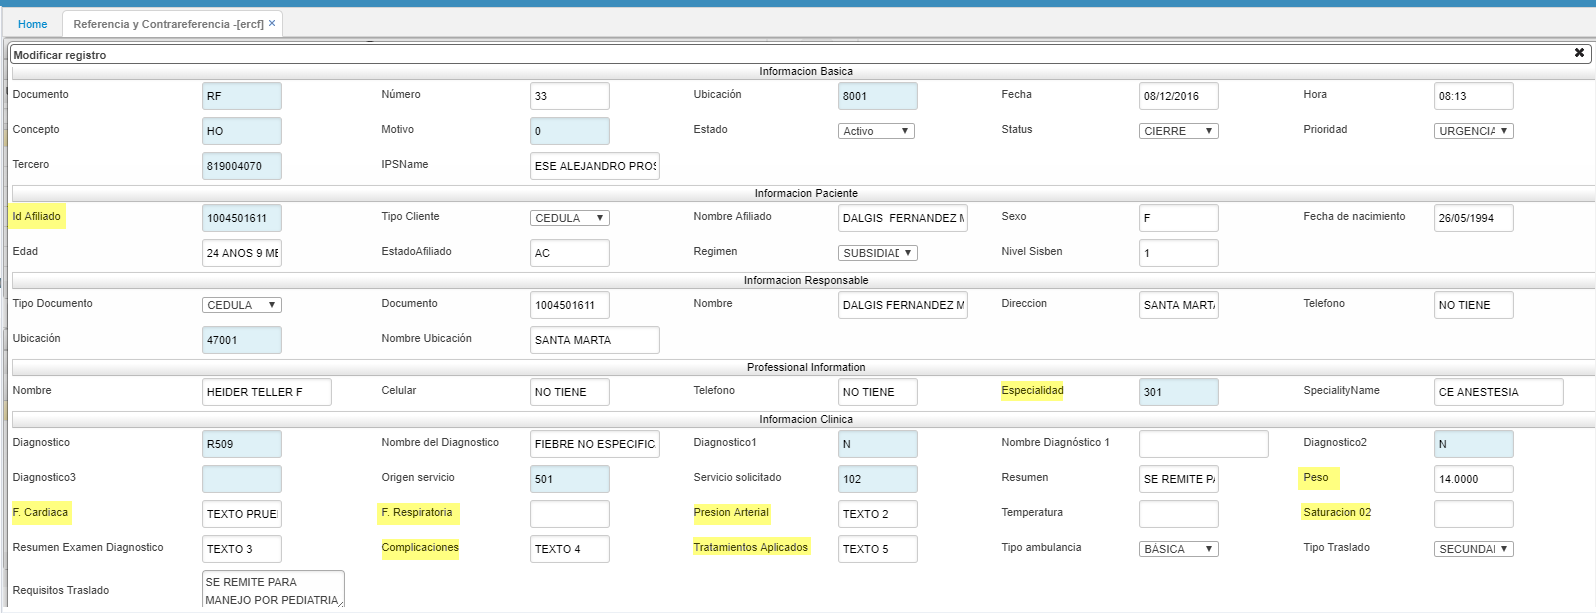 Home Referencia y Contrareferencia -[ercf] ×
Modificar registro ✖
Informacion Basica
Documento RF Número 33 Ubicación 8001 Fecha 08/12/2016 Hora 08:13
Concepto HO Motivo 0 Estado Activo Status CIERRE Prioridad URGENCIA
Tercero 819004070 IPSName ESE ALEJANDRO PROS
Informacion Paciente
Id Afiliado 1004501611 Tipo Cliente CEDULA Nombre Afiliado DALGIS FERNANDEZ M Sexo F Fecha de nacimiento 26/05/1994
Edad 24 ANOS 9 ME EstadoAfiliado AC Regimen SUBSIDIAD Nivel Sisben 1
Informacion Responsable
Tipo Documento CEDULA Documento 1004501611 Nombre DALGIS FERNANDEZ M Direccion SANTA MARTA Telefono NO TIENE
Ubicación 47001 Nombre Ubicación SANTA MARTA
Professional Information
Nombre HEIDER TELLER F Celular NO TIENE Telefono NO TIENE Especialidad 301 SpecialityName CE ANESTESIA
Informacion Clinica
Diagnostico R509 Nombre del Diagnostico FIEBRE NO ESPECIFIC Diagnostico1 N Nombre Diagnóstico 1 Diagnostico2 N
Diagnostico3 Origen servicio 501 Servicio solicitado 102 Resumen SE REMITE PA Peso 14.0000
F. Cardiaca TEXTO PRUE F. Respiratoria Presion Arterial TEXTO 2 Temperatura Saturacion 02
Resumen Examen Diagnostico TEXTO 3 Complicaciones TEXTO 4 Tratamientos Aplicados TEXTO 5 Tipo ambulancia BÁSICA Tipo Traslado SECUNDAI
Requisitos Traslado SE REMITE PARA
MANEJO POR PEDIATRIA